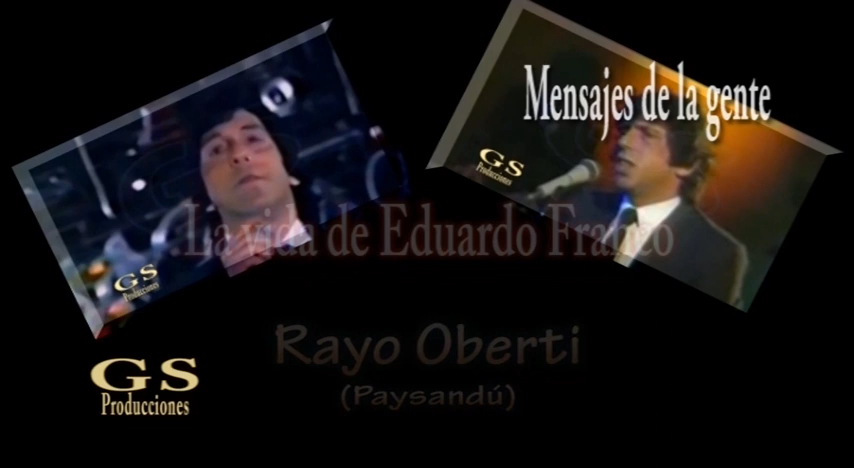 Mensajes de la gente
GS
Producciones
La vida de Eduardo Franco
GS
Producciones
Rayo Oberti
(Paysandú)
GS
Producciones